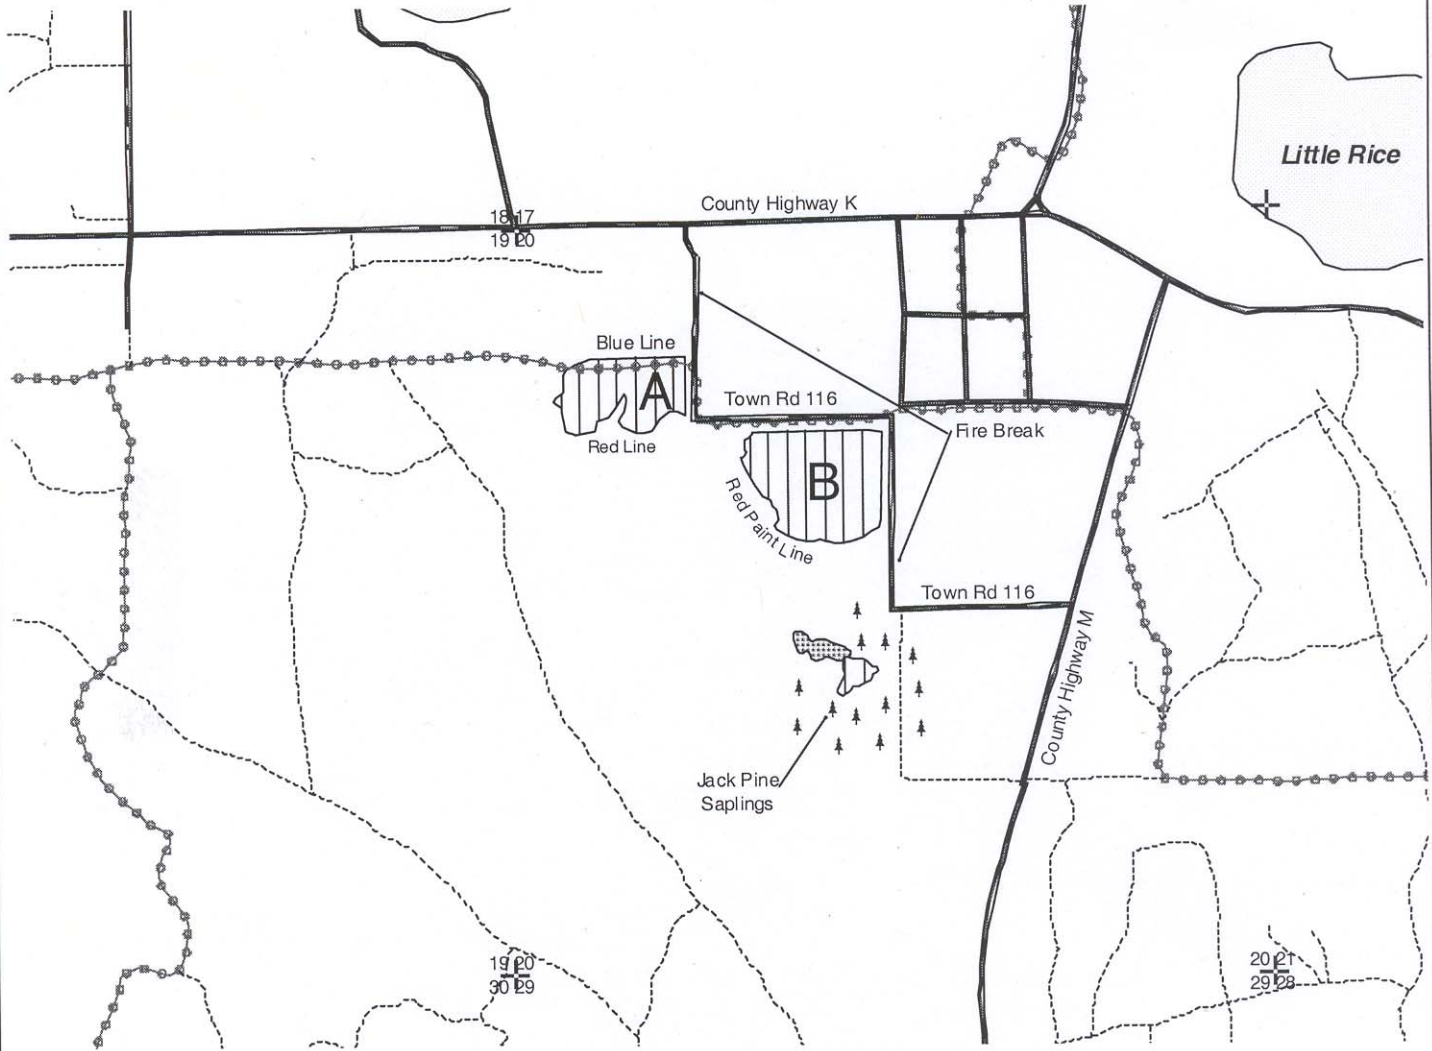 Little Rice
County Highway K
18 17
19 20
Blue Line
A
Town Rd 116
Fire Break
Red Line
B
Red Paint Line
Town Rd 116
County Highway M
Jack Pine
Saplings
19 20
30 29
20 21
29 28